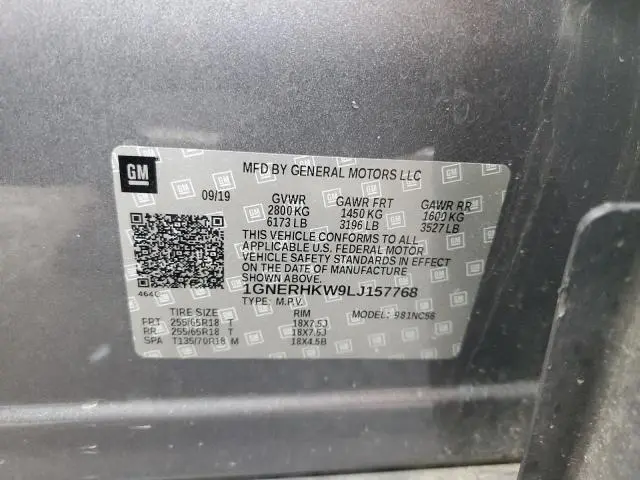 GM
MFD BY GENERAL MOTORS LLC
09/19 GVWR GAWR FRT GAWR RR
2800 KG 1450 KG 1600 KG
6173 LB 3196 LB 3527 LB
THIS VEHICLE CONFORMS TO ALL
APPLICABLE U.S. FEDERAL MOTOR
VEHICLE SAFETY STANDARDS IN EFFECT
ON THE DATE OF MANUFACTURE
SHOWN ABOVE.
464C 1GNERHKW9LJ157768
TYPE: M.P.V. MODEL: 981NC56
TIRE SIZE RIM
FRT 255/65R18 T 18X7.5J
RR 255/65R18 T 18X7.5J
SPA T135/70R18 M 18X4.5B